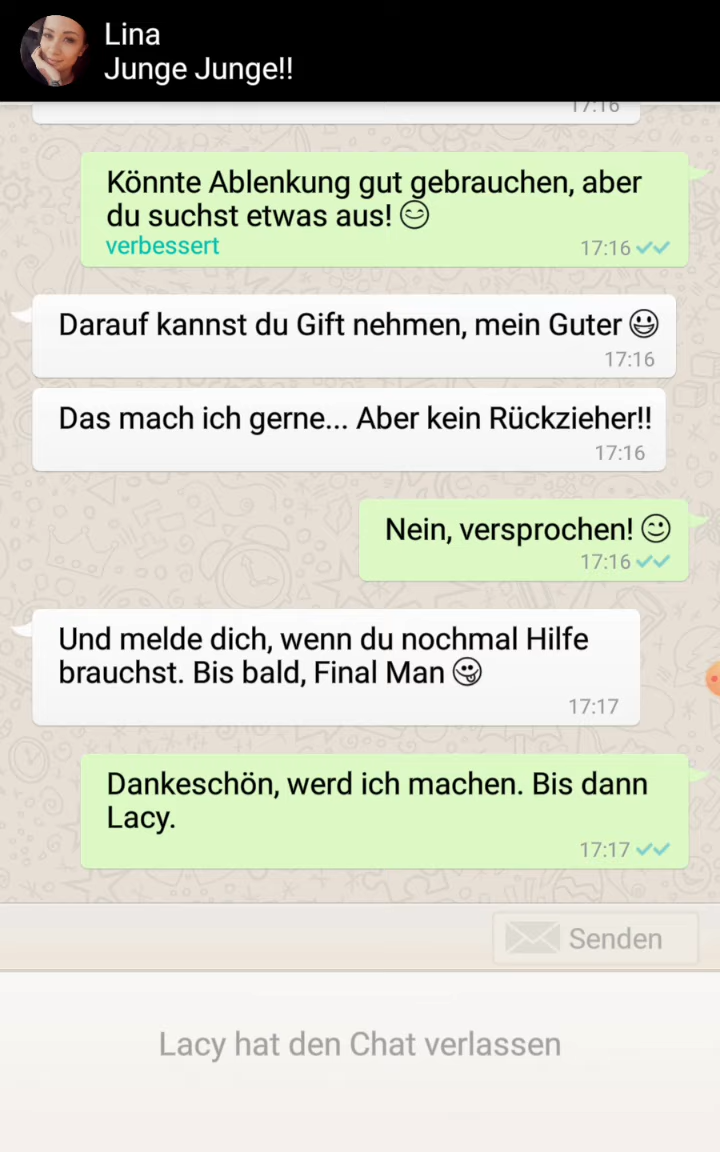 Lina
Junge Junge!!
17:16
Könnte Ablenkung gut gebrauchen, aber
du suchst etwas aus! 😊
verbessert
17:16
Darauf kannst du Gift nehmen, mein Guter 😃
17:16
Das mach ich gerne... Aber kein Rückzieher!!
17:16
Nein, versprochen! 😉
17:16
Und melde dich, wenn du nochmal Hilfe
brauchst. Bis bald, Final Man 😜
17:17
Dankeschön, werd ich machen. Bis dann
Lacy.
17:17
Senden
Lacy hat den Chat verlassen